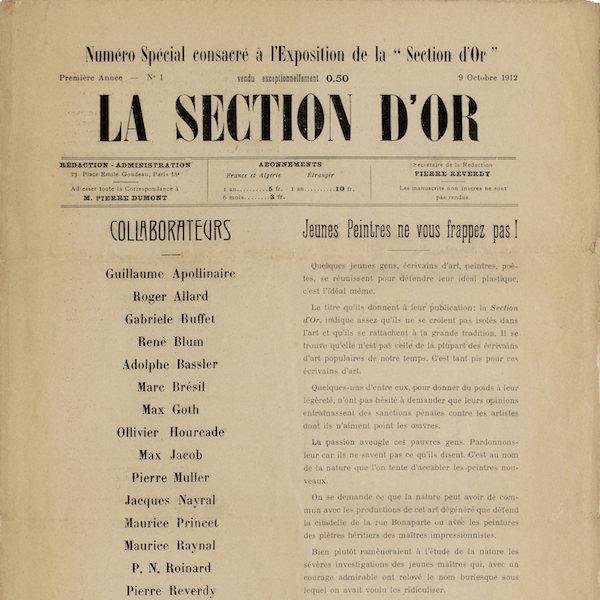 Numéro Spécial consacré à l'Exposition de la “ Section d'Or ”
Première Année — N° 1
vendu exceptionnellement 0.50
9 Octobre 1912
LA SECTION D'OR
RÉDACTION - ADMINISTRATION
13 Place Emile Goudeau, Paris 18e
Adresser toute la Correspondance à
M. PIERRE DUMONT
ABONNEMENTS
France et Algérie
Étranger
1 an........5 fr. 1 an........10 fr.
6 mois........3 fr.
Secrétaire de la Rédaction
PIERRE REVERDY
Les manuscrits non insérés ne sont
pas rendus.
COLLABORATEURS
Guillaume Apollinaire
Roger Allard
Gabriele Buffet
René Blum
Adolphe Bassler
Marc Brésil
Max Goth
Ollivier Hourcade
Max Jacob
Pierre Muller
Jacques Nayral
Maurice Princet
Maurice Raynal
P. N. Roinard
Pierre Reverdy
Jeunes Peintres ne vous frappez pas !
Quelques jeunes gens, écrivains d'art, peintres, poè-
tes, se réunissent pour défendre leur idéal plastique,
c'est l'idéal même.
Le titre qu'ils donnent à leur publication : la Section
d'Or, indique assez qu'ils ne se croient pas isolés dans
l'art et qu'ils se rattachent à la grande tradition. Il se
trouve qu'elle n'est pas celle de la plupart des écrivains
d'art populaires de notre temps. C'est tant pis pour ces
écrivains d'art.
Quelques-uns d'entre eux, pour donner du poids à leur
légèreté, n'ont pas hésité à demander que leurs opinions
entraînassent des sanctions pénales contre les artistes
dont ils n'aiment point les œuvres.
La passion aveugle ces pauvres gens. Pardonnons-
leur car ils ne savent pas ce qu'ils disent. C'est au nom
de la nature que l'on tente d'accabler les peintres nou-
veaux.
On se demande ce que la nature peut avoir de com-
mun avec les productions de cet art dégénéré que défend
la citadelle de la rue Bonaparte ou avec les peintures
des piètres héritiers des maîtres impressionnistes.
Bien plutôt ramèneraient à l'étude de la nature les
sévères investigations des jeunes maîtres qui, avec un
courage admirable ont relevé le nom burlesque sous
lequel on avait voulu les ridiculiser.